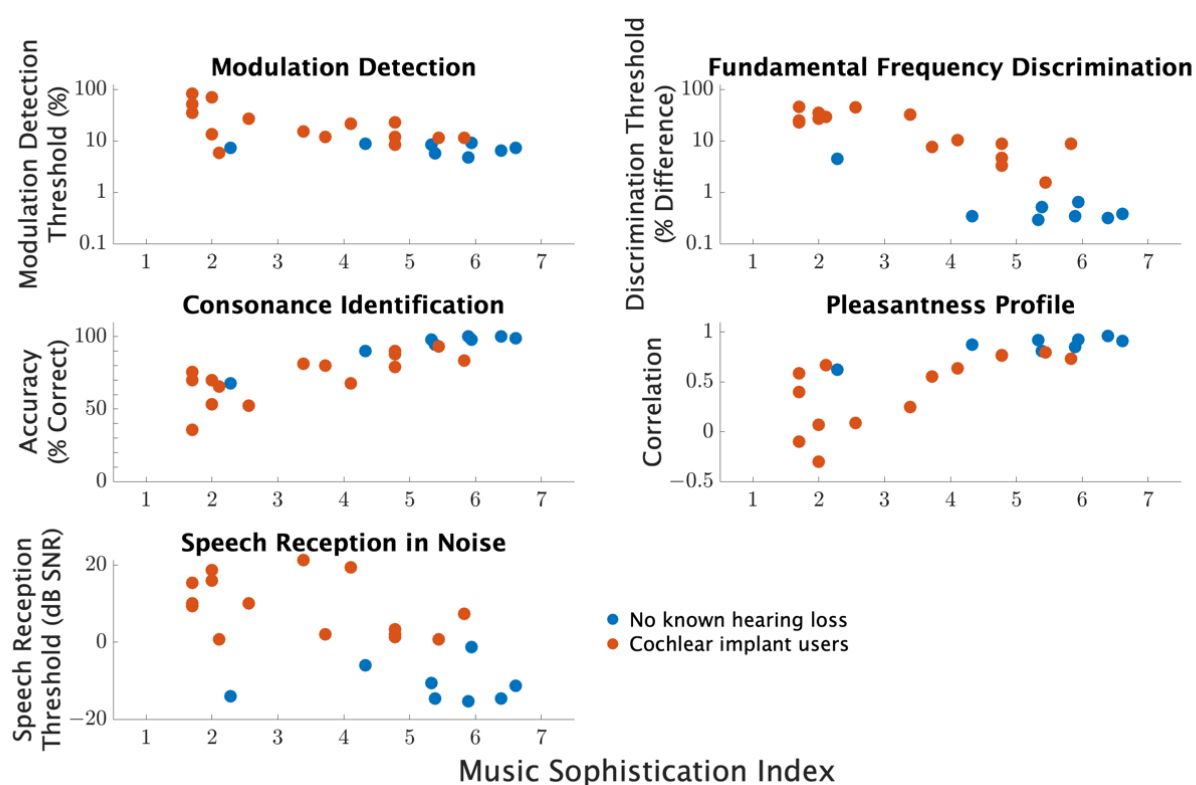 Modulation Detection
Modulation Detection
Threshold (%)
100
10
1
0.1
1 2 3 4 5 6 7
Fundamental Frequency Discrimination
Discrimination Threshold
(% Difference)
100
10
1
0.1
1 2 3 4 5 6 7
Consonance Identification
Accuracy
(% Correct)
100
50
0
1 2 3 4 5 6 7
Pleasantness Profile
Correlation
1
0.5
0
−0.5
1 2 3 4 5 6 7
Speech Reception in Noise
Speech Reception
Threshold (dB SNR)
20
0
−20
1 2 3 4 5 6 7
No known hearing loss
Cochlear implant users
Music Sophistication Index